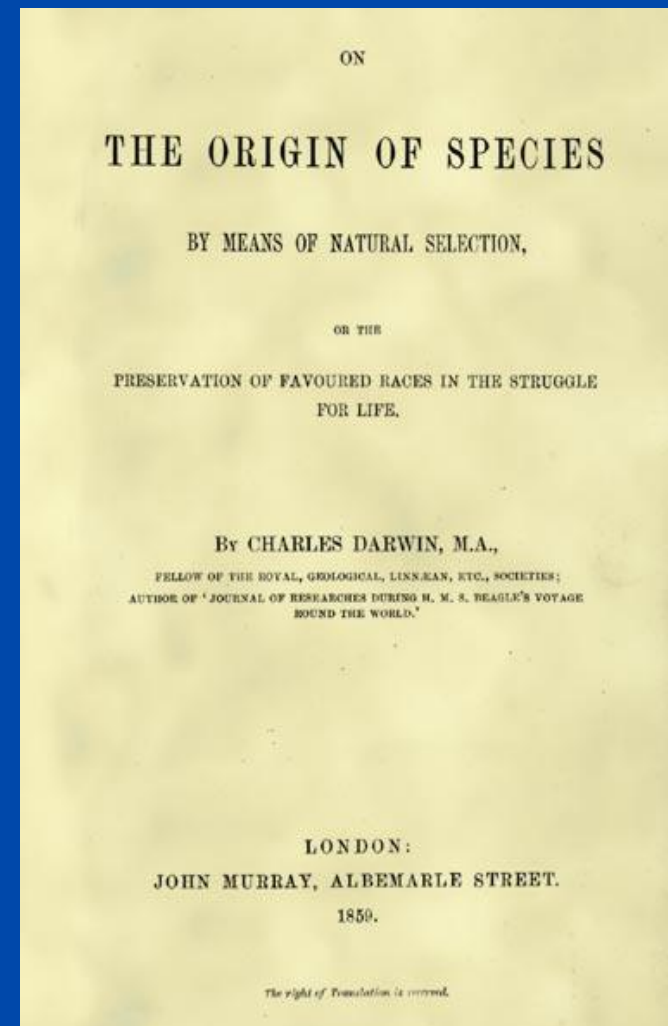 ON
THE ORIGIN OF SPECIES
BY MEANS OF NATURAL SELECTION,
OR THE
PRESERVATION OF FAVOURED RACES IN THE STRUGGLE
FOR LIFE.
By CHARLES DARWIN, M.A.,
FELLOW OF THE ROYAL, GEOLOGICAL, LINNÆAN, ETC., SOCIETIES;
AUTHOR OF 'JOURNAL OF RESEARCHES DURING H. M. S. BEAGLE'S VOYAGE
ROUND THE WORLD.'
LONDON:
JOHN MURRAY, ALBEMARLE STREET.
1859.
The right of Translation is reserved.